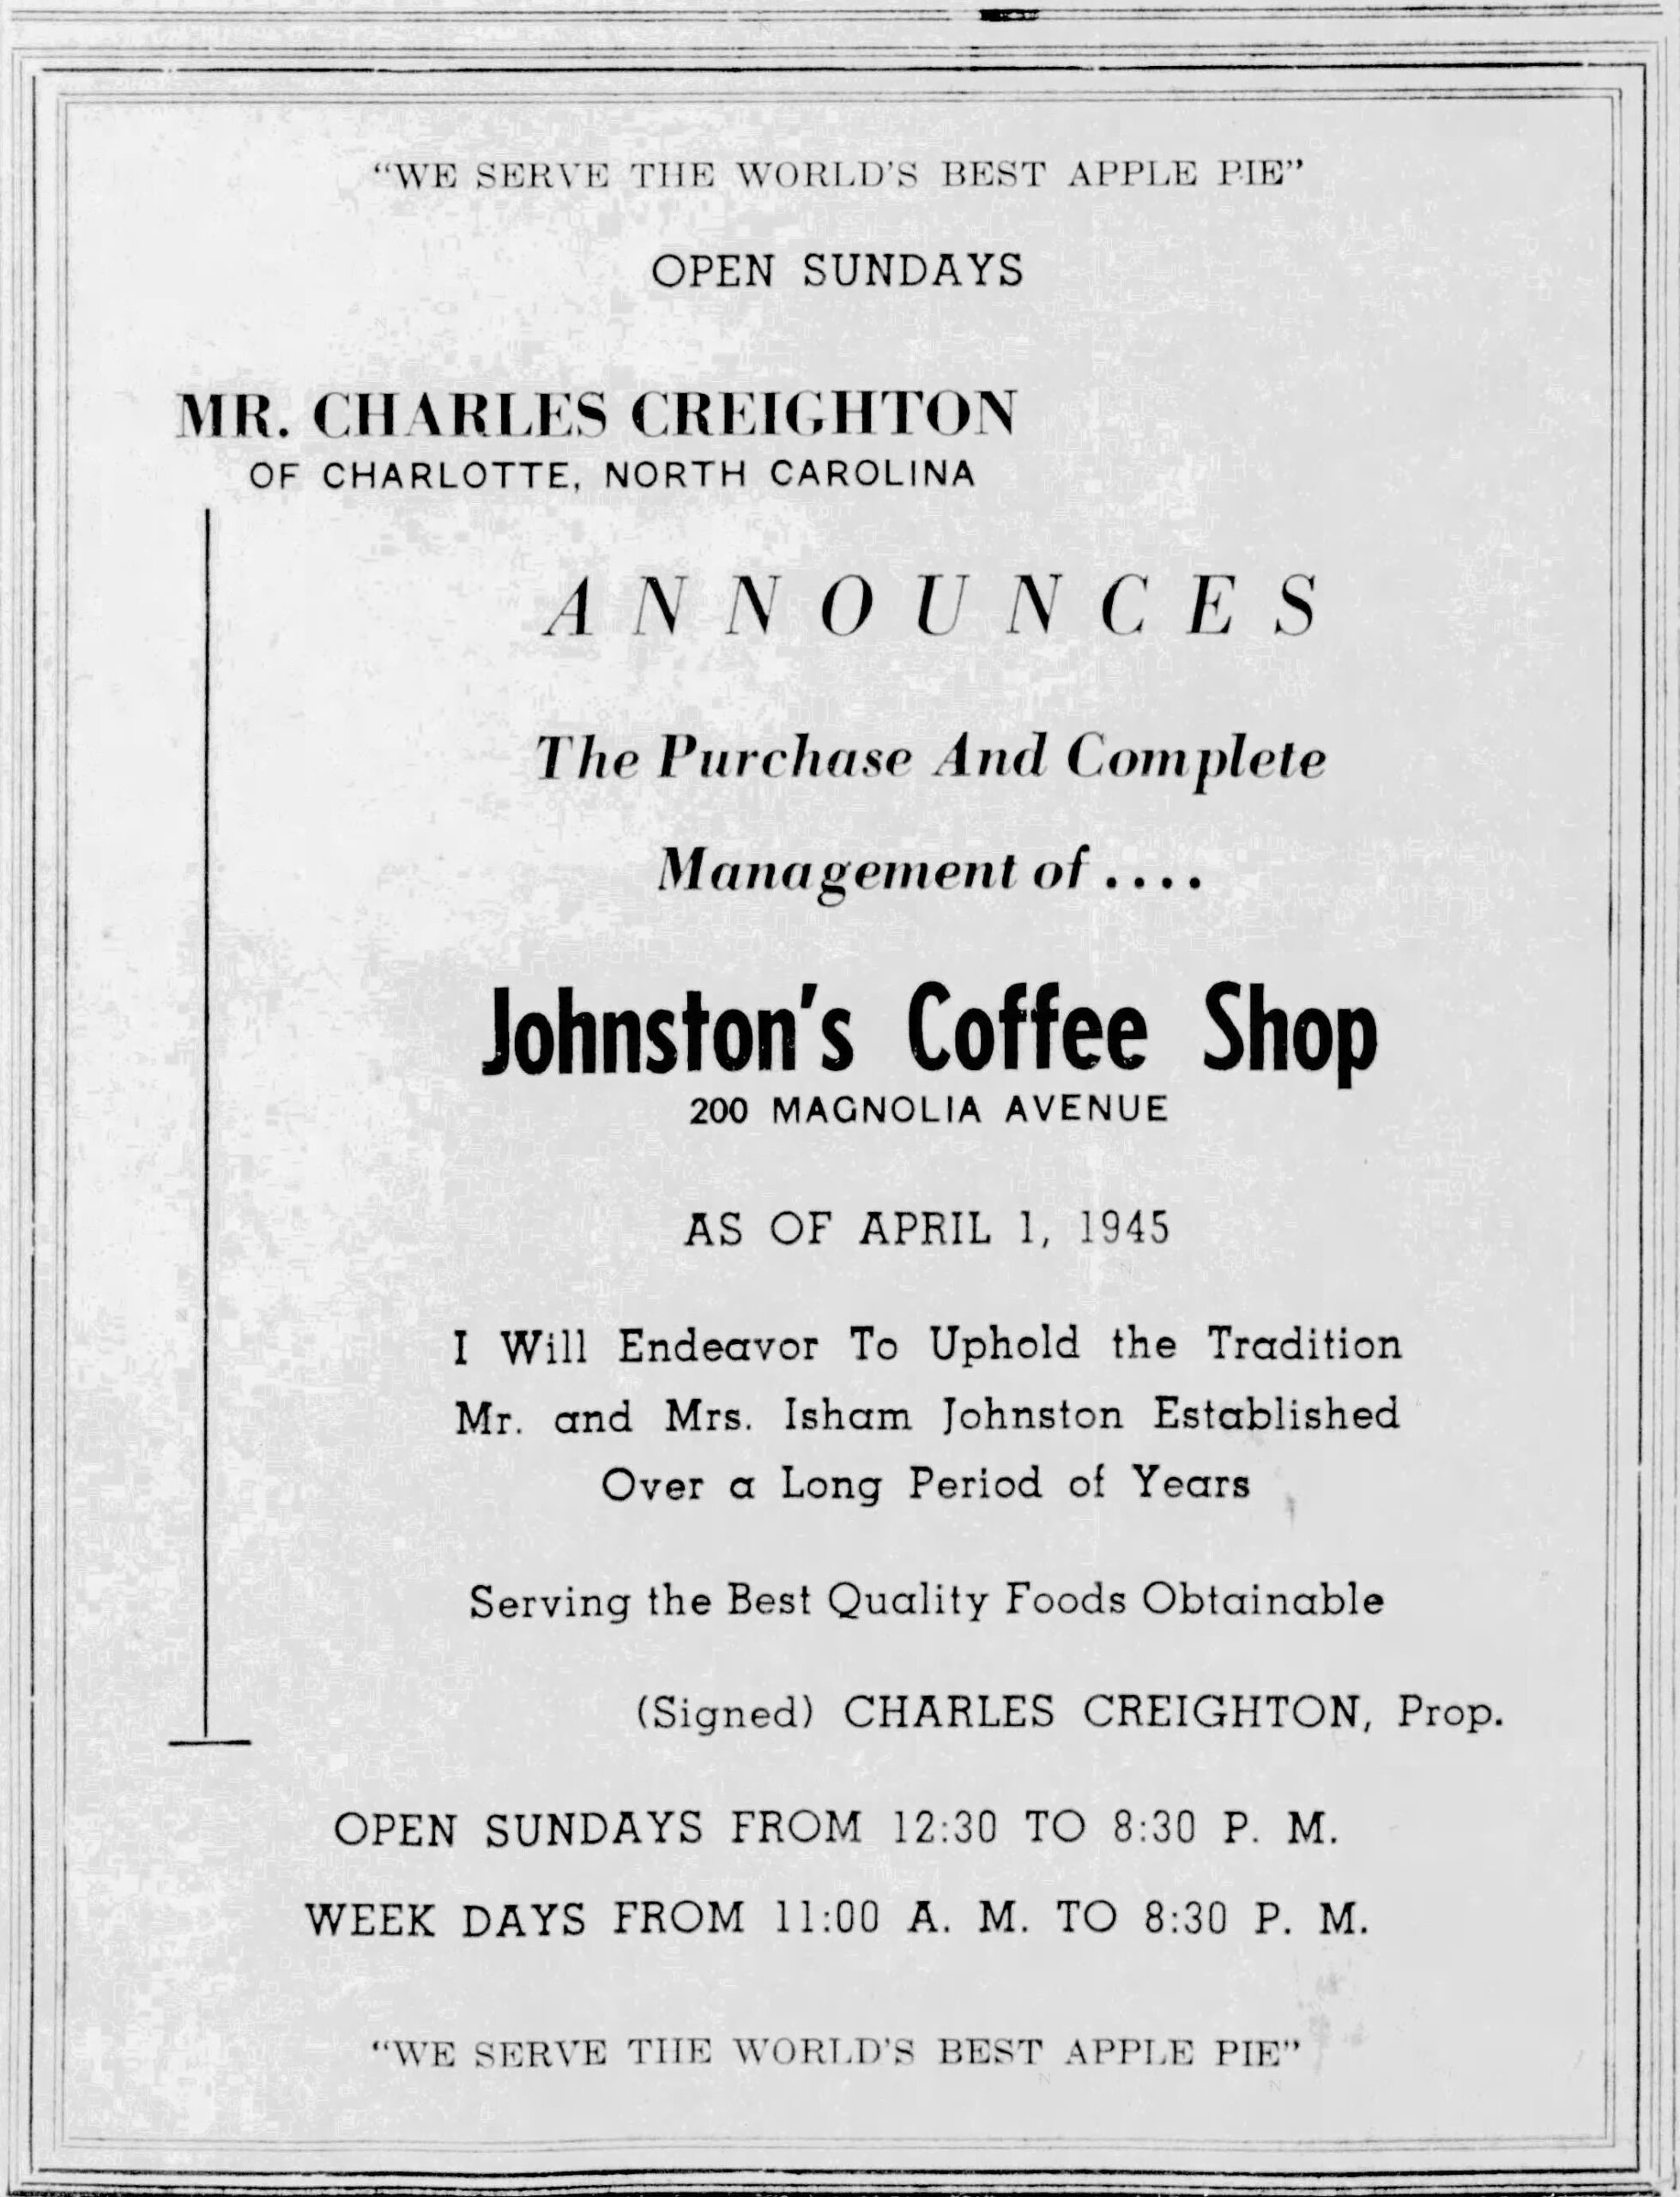 “WE SERVE THE WORLD'S BEST APPLE PIE”
OPEN SUNDAYS
MR. CHARLES CREIGHTON
OF CHARLOTTE, NORTH CAROLINA
ANNOUNCES
The Purchase And Complete
Management of ....
Johnston's Coffee Shop
200 MAGNOLIA AVENUE
AS OF APRIL 1, 1945
I Will Endeavor To Uphold the Tradition
Mr. and Mrs. Isham Johnston Established
Over a Long Period of Years
Serving the Best Quality Foods Obtainable
(Signed) CHARLES CREIGHTON, Prop.
OPEN SUNDAYS FROM 12:30 TO 8:30 P. M.
WEEK DAYS FROM 11:00 A. M. TO 8:30 P. M.
“WE SERVE THE WORLD'S BEST APPLE PIE”